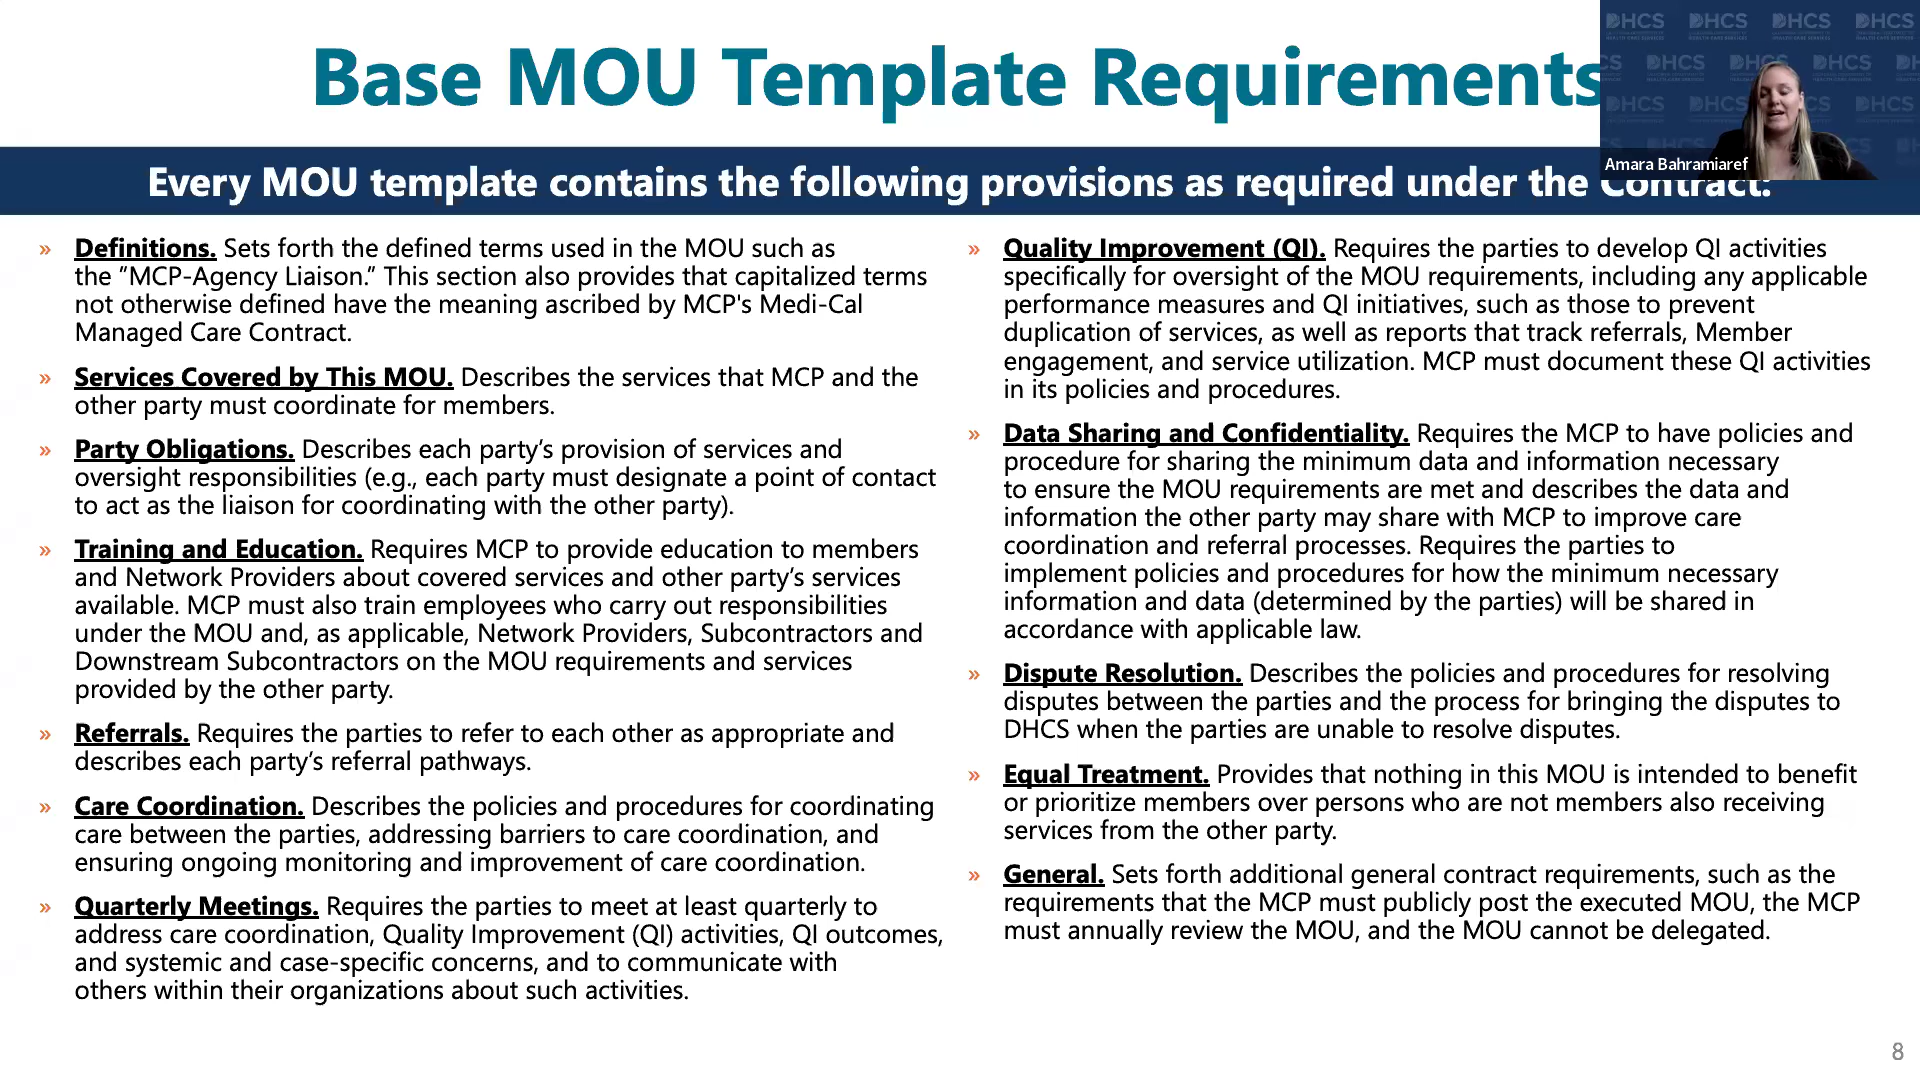 Base MOU Template Requirements
Amara Bahramiaref
Every MOU template contains the following provisions as required under the Contract:
» Definitions. Sets forth the defined terms used in the MOU such as
the “MCP-Agency Liaison.” This section also provides that capitalized terms
not otherwise defined have the meaning ascribed by MCP's Medi-Cal
Managed Care Contract.
» Services Covered by This MOU. Describes the services that MCP and the
other party must coordinate for members.
» Party Obligations. Describes each party’s provision of services and
oversight responsibilities (e.g., each party must designate a point of contact
to act as the liaison for coordinating with the other party).
» Training and Education. Requires MCP to provide education to members
and Network Providers about covered services and other party’s services
available. MCP must also train employees who carry out responsibilities
under the MOU and, as applicable, Network Providers, Subcontractors and
Downstream Subcontractors on the MOU requirements and services
provided by the other party.
» Referrals. Requires the parties to refer to each other as appropriate and
describes each party’s referral pathways.
» Care Coordination. Describes the policies and procedures for coordinating
care between the parties, addressing barriers to care coordination, and
ensuring ongoing monitoring and improvement of care coordination.
» Quarterly Meetings. Requires the parties to meet at least quarterly to
address care coordination, Quality Improvement (QI) activities, QI outcomes,
and systemic and case-specific concerns, and to communicate with
others within their organizations about such activities.
» Quality Improvement (QI). Requires the parties to develop QI activities
specifically for oversight of the MOU requirements, including any applicable
performance measures and QI initiatives, such as those to prevent
duplication of services, as well as reports that track referrals, Member
engagement, and service utilization. MCP must document these QI activities
in its policies and procedures.
» Data Sharing and Confidentiality. Requires the MCP to have policies and
procedure for sharing the minimum data and information necessary
to ensure the MOU requirements are met and describes the data and
information the other party may share with MCP to improve care
coordination and referral processes. Requires the parties to
implement policies and procedures for how the minimum necessary
information and data (determined by the parties) will be shared in
accordance with applicable law.
» Dispute Resolution. Describes the policies and procedures for resolving
disputes between the parties and the process for bringing the disputes to
DHCS when the parties are unable to resolve disputes.
» Equal Treatment. Provides that nothing in this MOU is intended to benefit
or prioritize members over persons who are not members also receiving
services from the other party.
» General. Sets forth additional general contract requirements, such as the
requirements that the MCP must publicly post the executed MOU, the MCP
must annually review the MOU, and the MOU cannot be delegated.
8